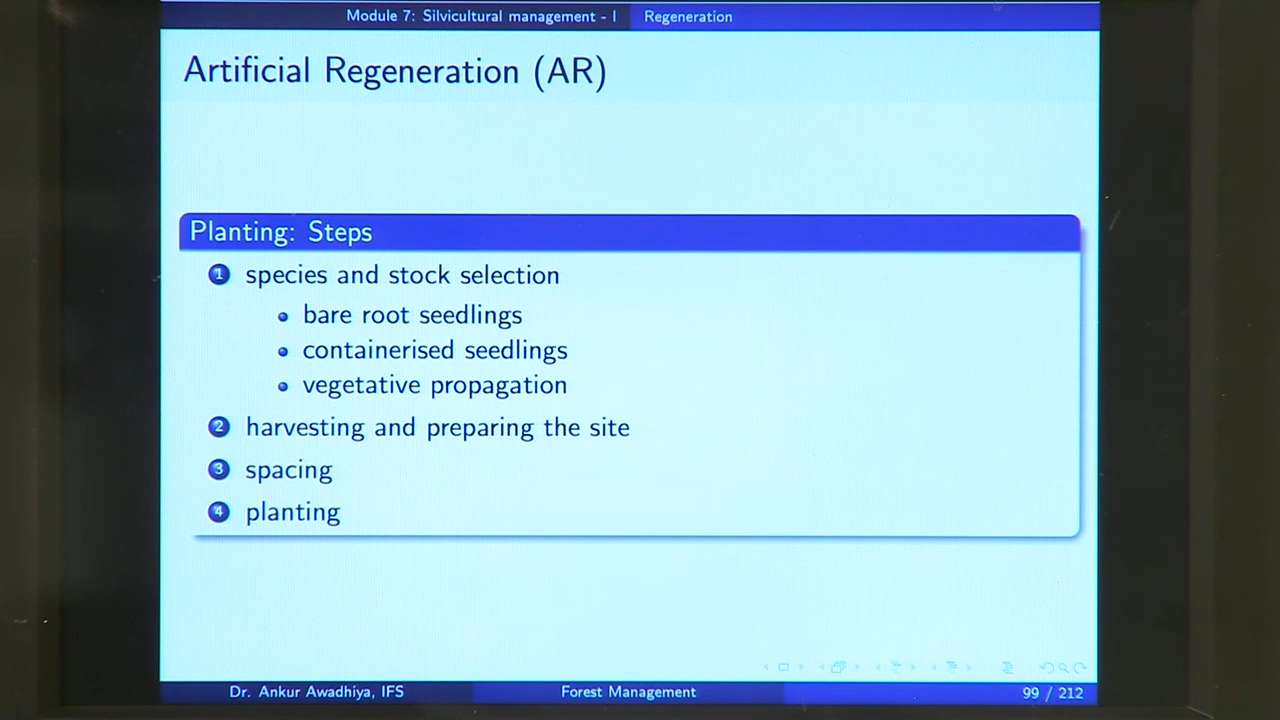 Module 7: Silvicultural management - I Regeneration
Artificial Regeneration (AR)
Planting: Steps
1 species and stock selection
bare root seedlings
containerised seedlings
vegetative propagation
2 harvesting and preparing the site
3 spacing
4 planting
Dr. Ankur Awadhiya, IFS Forest Management 99 / 212